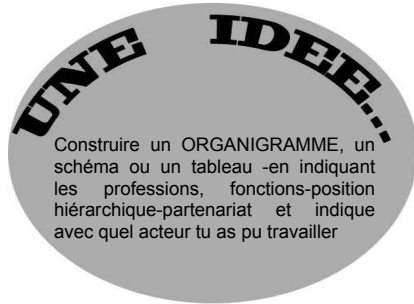 UNE IDEE...
Construire un ORGANIGRAMME, un
schéma ou un tableau -en indiquant
les professions, fonctions-position
hiérarchique-partenariat et indique
avec quel acteur tu as pu travailler